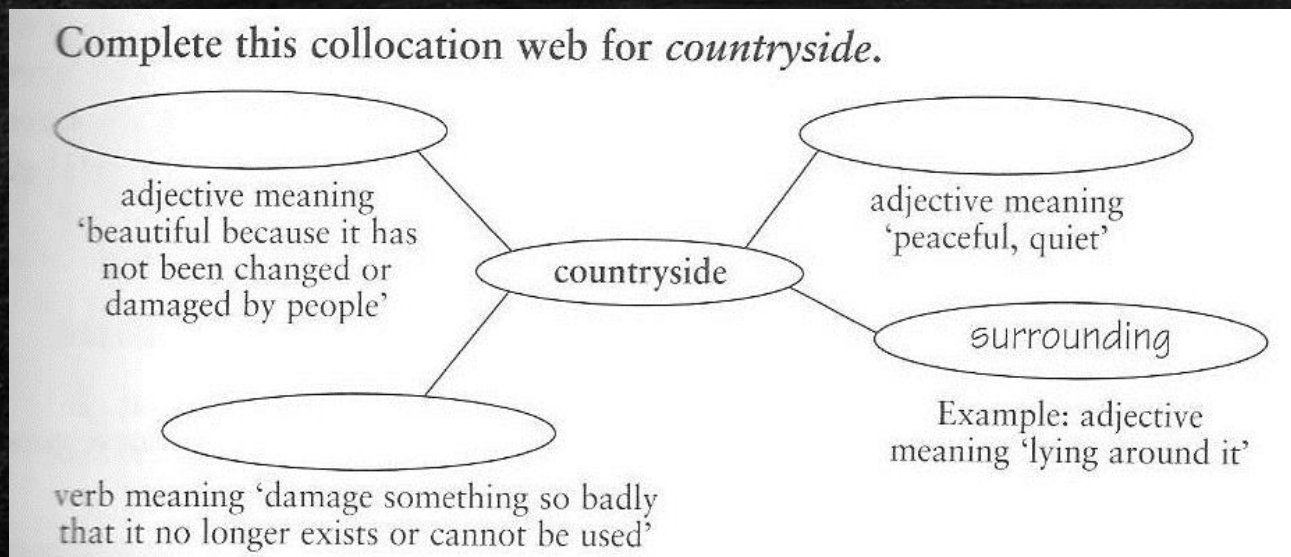 Complete this collocation web for countryside.
adjective meaning
‘beautiful because it has
not been changed or
damaged by people’
adjective meaning
‘peaceful, quiet’
countryside
surrounding
Example: adjective
meaning ‘lying around it’
verb meaning ‘damage something so badly
that it no longer exists or cannot be used’